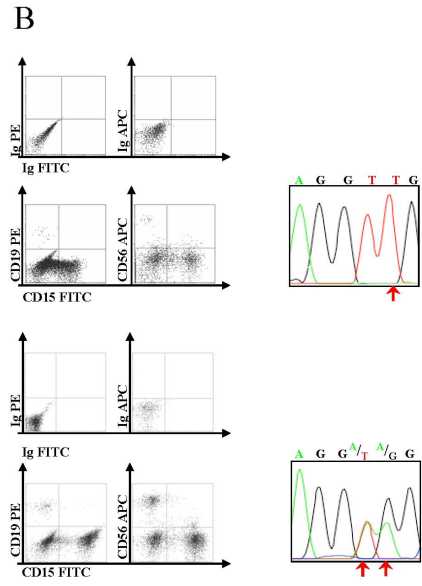 B
Ig PE
Ig FITC
Ig APC
CD19 PE
CD15 FITC
CD56 APC
A G G T T G
Ig PE
Ig FITC
Ig APC
CD19 PE
CD15 FITC
CD56 APC
A G G A/T A/G G